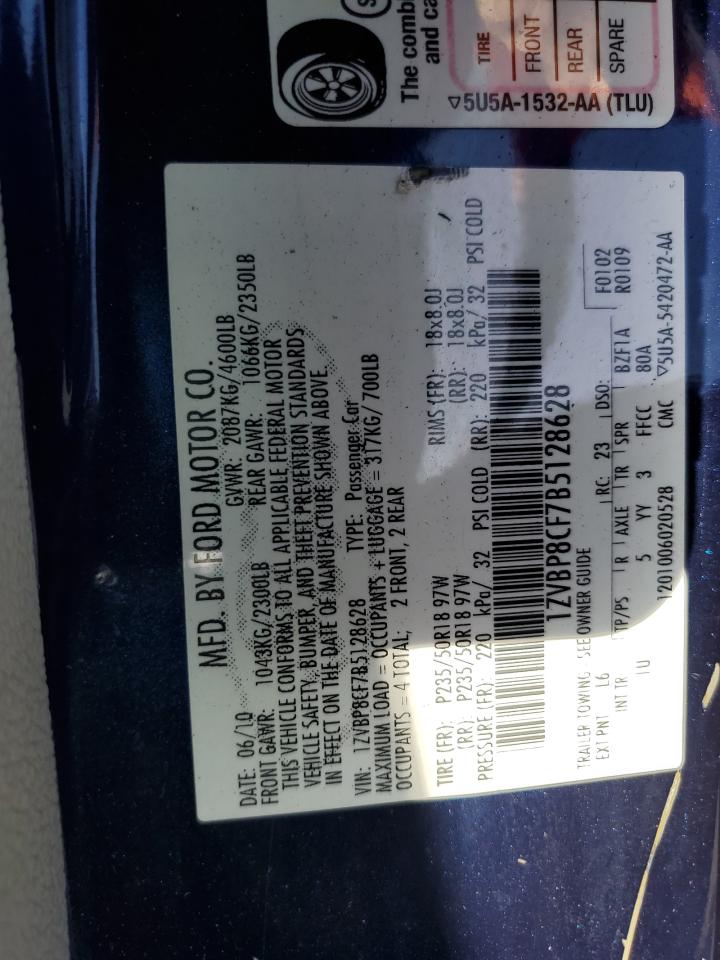 The combi
and ca
TIRE
FRONT
REAR
SPARE
▽5U5A-1532-AA (TLU)
MFD. BY FORD MOTOR CO.
DATE: 06/10 GVWR: 2087KG/4600LB
FRONT GAWR: 1043KG/2300LB REAR GAWR: 1066KG/2350LB
THIS VEHICLE CONFORMS TO ALL APPLICABLE FEDERAL MOTOR
VEHICLE SAFETY, BUMPER, AND THEFT PREVENTION STANDARDS
IN EFFECT ON THE DATE OF MANUFACTURE SHOWN ABOVE.
VIN: 1ZVBP8CF7B5128628 TYPE: Passenger Car
MAXIMUM LOAD = OCCUPANTS + LUGGAGE = 317KG/ 700LB
OCCUPANTS = 4 TOTAL; 2 FRONT, 2 REAR
TIRE (FR): P235/50R18 97W RIMS (FR): 18x8.0J
(RR): P235/50R18 97W (RR): 18x8.0J
PRESSURE (FR): 220 kPa/ 32 PSI COLD (RR): 220 kPa/ 32 PSI COLD
1ZVBP8CF7B5128628
TRAILER TOWING - SEE OWNER GUIDE
EXT PNT L6 RC: 23 DSO: F0102
INT TR TP/PS R AXLE TR SPR BZF1A R0109
1U 5 YY 3 FFCC 80A
1201006020528 CMC ▽5U5A-5420472-AA